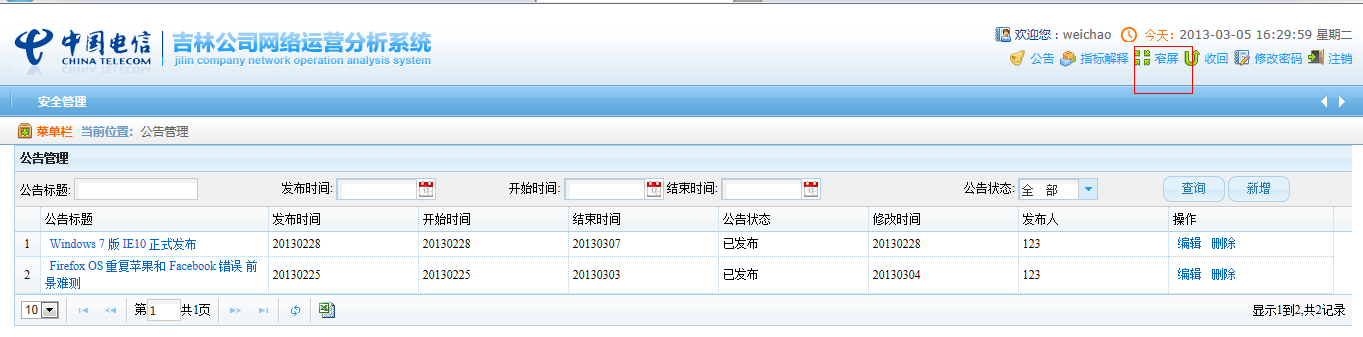 中国电信
CHINA TELECOM
吉林公司网络运营分析系统
jilin company network operation analysis system
欢迎您：weichao 今天：2013-03-05 16:29:59 星期二
公告 指标解释 窄屏 收回 修改密码 注销
安全管理
菜单栏 当前位置: 公告管理
公告管理
公告标题: 发布时间: 开始时间: 结束时间: 公告状态: 全 部 查询 新增
公告标题 发布时间 开始时间 结束时间 公告状态 修改时间 发布人 操作
1 Windows 7 版 IE10 正式发布 20130228 20130228 20130307 已发布 20130228 123 编辑 删除
2 Firefox OS 重复苹果和 Facebook 错误 前 20130225 20130225 20130303 已发布 20130304 123 编辑 删除
景难测
10 第 1 共1页 显示1到2,共2记录